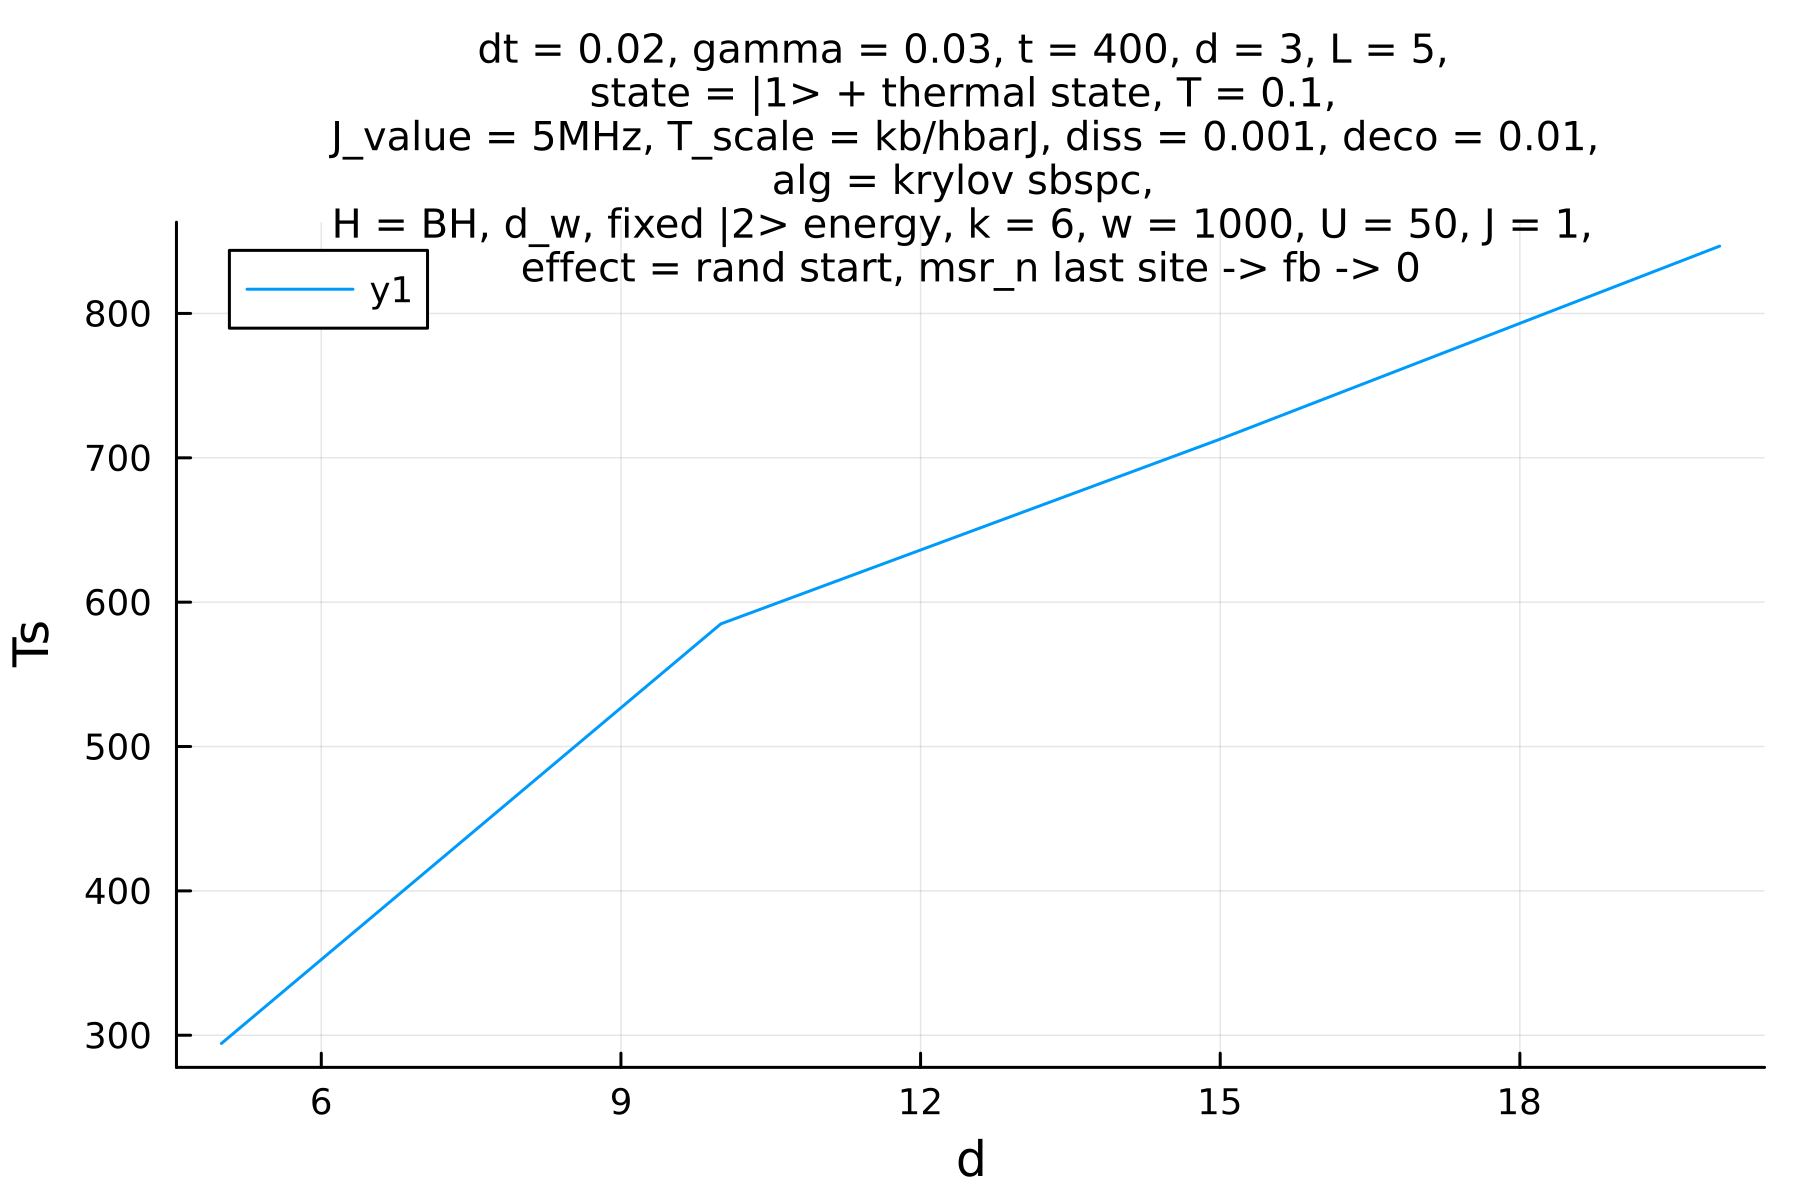 dt = 0.02, gamma = 0.03, t = 400, d = 3, L = 5,
state = |1> + thermal state, T = 0.1,
J_value = 5MHz, T_scale = kb/hbarJ, diss = 0.001, deco = 0.01,
alg = krylov sbspc,
H = BH, d_w, fixed |2> energy, k = 6, w = 1000, U = 50, J = 1,
effect = rand start, msr_n last site -> fb -> 0
y1
800
700
600
500
400
300
Ts
6 9 12 15 18
d